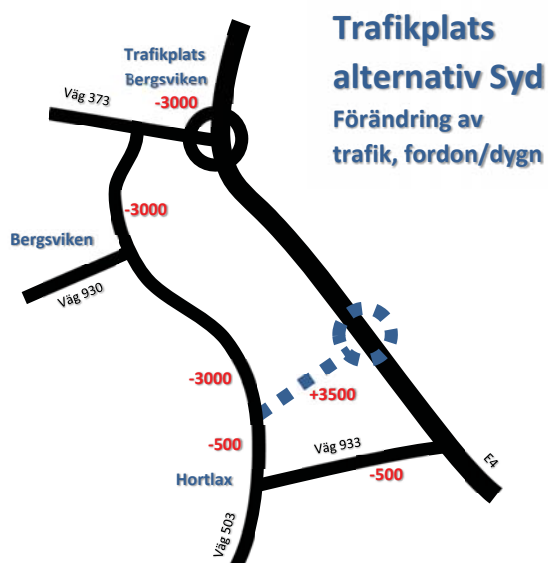 Trafikplats
alternativ Syd
Förändring av
trafik, fordon/dygn
Trafikplats
Bergsviken
-3000
Väg 373
-3000
Bergsviken
Väg 930
-3000
+3500
-500
Väg 933
-500
E4
Hortlax
Väg 503